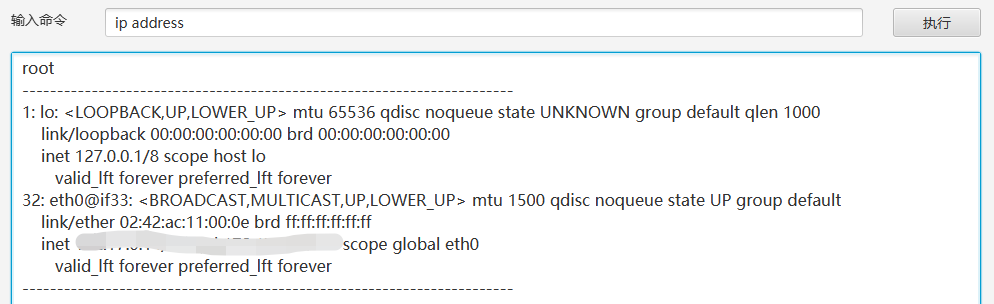 输入命令
ip address
执行
root
----------------------------------------------------------------------
1: lo: <LOOPBACK,UP,LOWER_UP> mtu 65536 qdisc noqueue state UNKNOWN group default qlen 1000
link/loopback 00:00:00:00:00:00 brd 00:00:00:00:00:00
inet 127.0.0.1/8 scope host lo
valid_lft forever preferred_lft forever
32: eth0@if33: <BROADCAST,MULTICAST,UP,LOWER_UP> mtu 1500 qdisc noqueue state UP group default
link/ether 02:42:ac:11:00:0e brd ff:ff:ff:ff:ff:ff
inet scope global eth0
valid_lft forever preferred_lft forever
----------------------------------------------------------------------